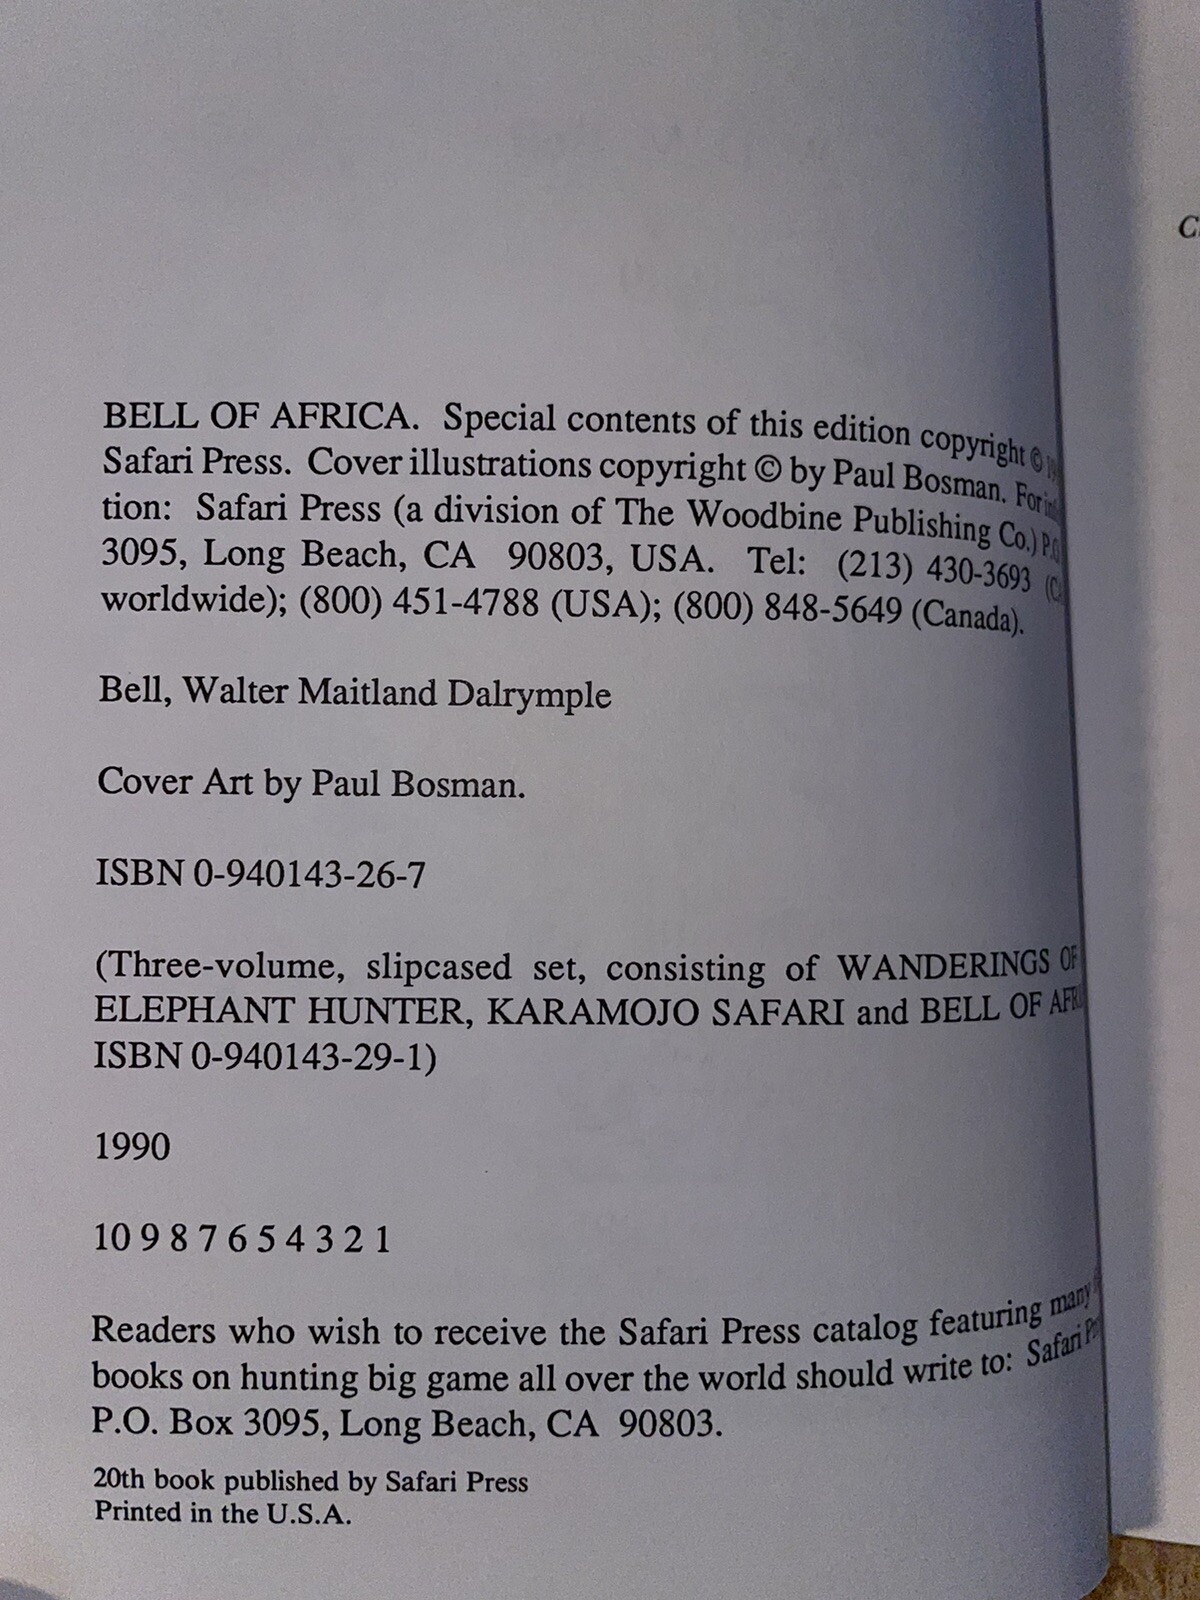 BELL OF AFRICA. Special contents of this edition copyright ©
Safari Press. Cover illustrations copyright © by Paul Bosman. For
tion: Safari Press (a division of The Woodbine Publishing Co.) P.O
3095, Long Beach, CA 90803, USA. Tel: (213) 430-3693
worldwide); (800) 451-4788 (USA); (800) 848-5649 (Canada).
Bell, Walter Maitland Dalrymple
Cover Art by Paul Bosman.
ISBN 0-940143-26-7
(Three-volume, slipcased set, consisting of WANDERINGS OF
ELEPHANT HUNTER, KARAMOJO SAFARI and BELL OF
ISBN 0-940143-29-1)
1990
10 9 8 7 6 5 4 3 2 1
Readers who wish to receive the Safari Press catalog featuring many
books on hunting big game all over the world should write to: Safari
P.O. Box 3095, Long Beach, CA 90803.
20th book published by Safari Press
Printed in the U.S.A.